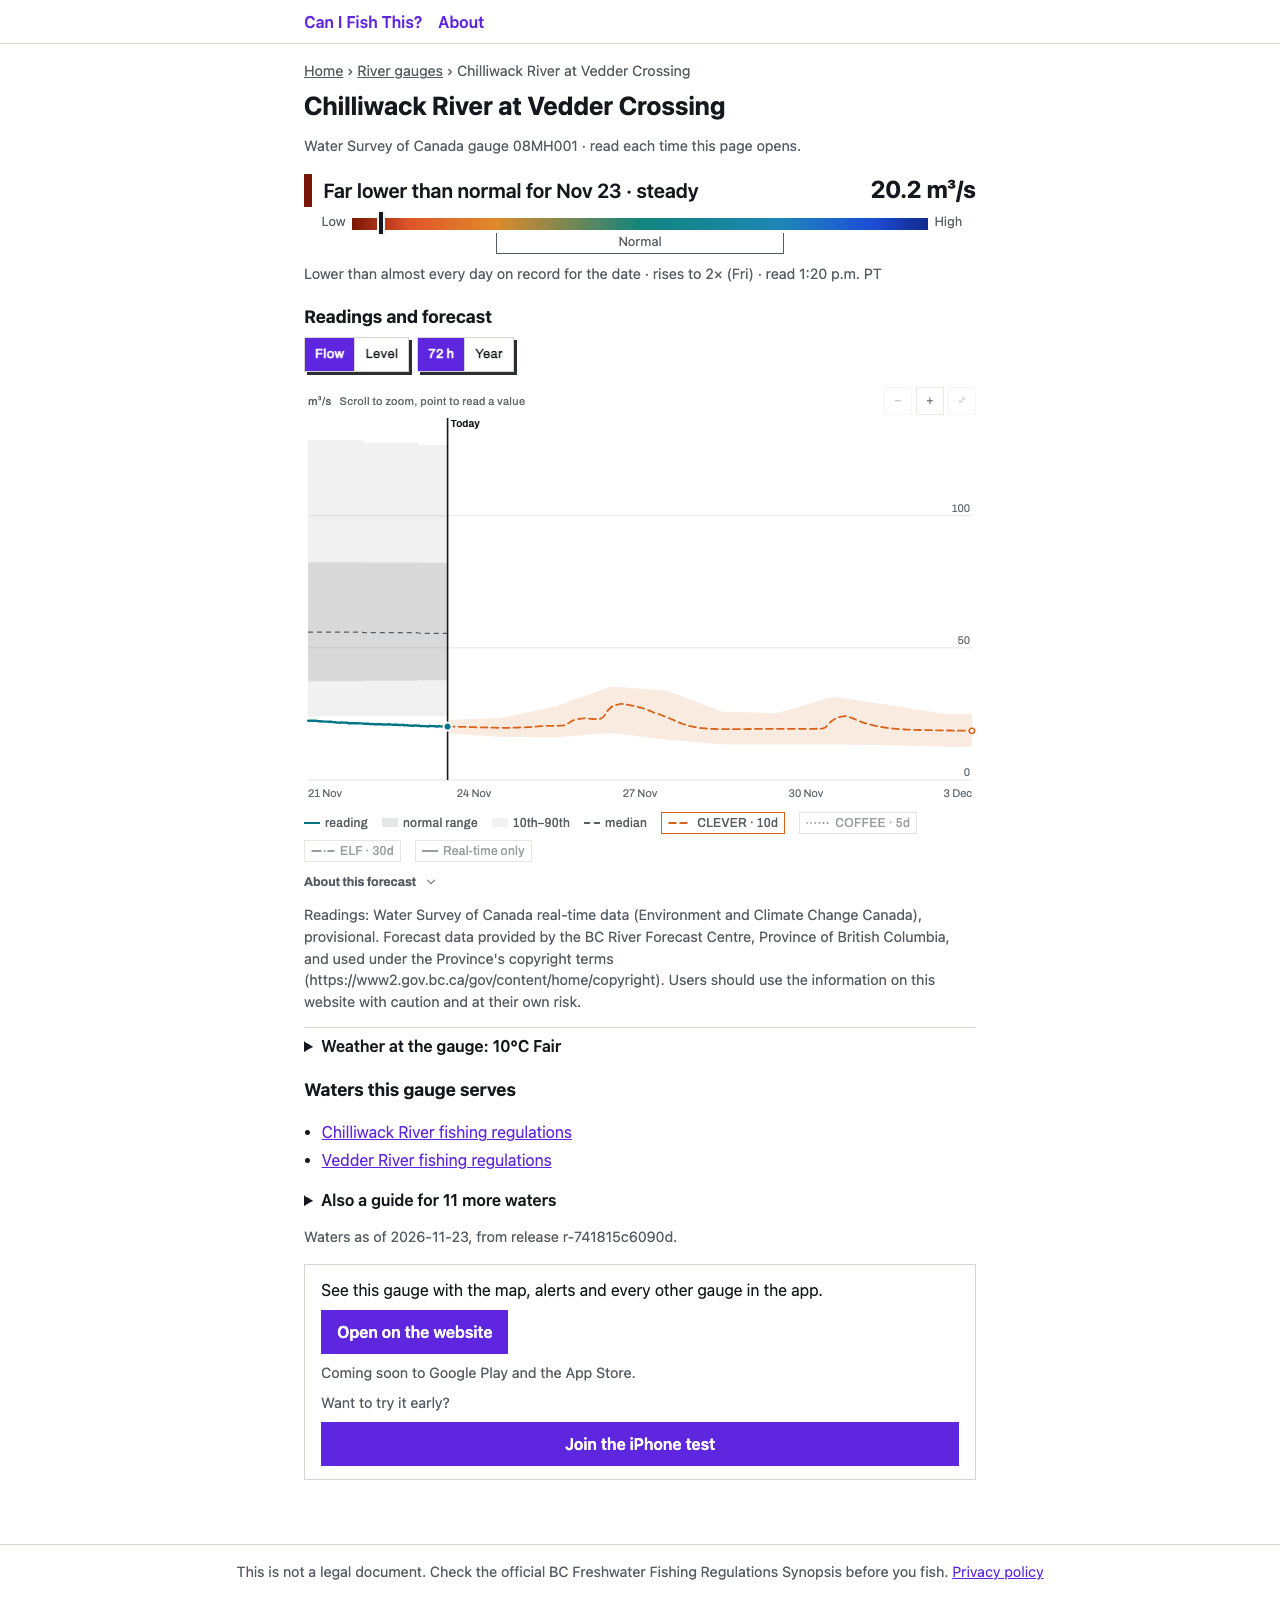 Can I Fish This? About
Home › River gauges › Chilliwack River at Vedder Crossing
Chilliwack River at Vedder Crossing
Water Survey of Canada gauge 08MH001 · read each time this page opens.
Far lower than normal for Nov 23 · steady 20.2 m³/s
Low High
Normal
Lower than almost every day on record for the date · rises to 2× (Fri) · read 1:20 p.m. PT
Readings and forecast
Flow Level 72 h Year
m³/s Scroll to zoom, point to read a value − + ⤢
Today
100
50
0
21 Nov 24 Nov 27 Nov 30 Nov 3 Dec
reading normal range 10th–90th median CLEVER · 10d COFFEE · 5d
ELF · 30d Real-time only
About this forecast
Readings: Water Survey of Canada real-time data (Environment and Climate Change Canada),
provisional. Forecast data provided by the BC River Forecast Centre, Province of British Columbia,
and used under the Province's copyright terms
(https://www2.gov.bc.ca/gov/content/home/copyright). Users should use the information on this
website with caution and at their own risk.
Weather at the gauge: 10°C Fair
Waters this gauge serves
• Chilliwack River fishing regulations
• Vedder River fishing regulations
Also a guide for 11 more waters
Waters as of 2026-11-23, from release r-741815c6090d.
See this gauge with the map, alerts and every other gauge in the app.
Open on the website
Coming soon to Google Play and the App Store.
Want to try it early?
Join the iPhone test
This is not a legal document. Check the official BC Freshwater Fishing Regulations Synopsis before you fish. Privacy policy